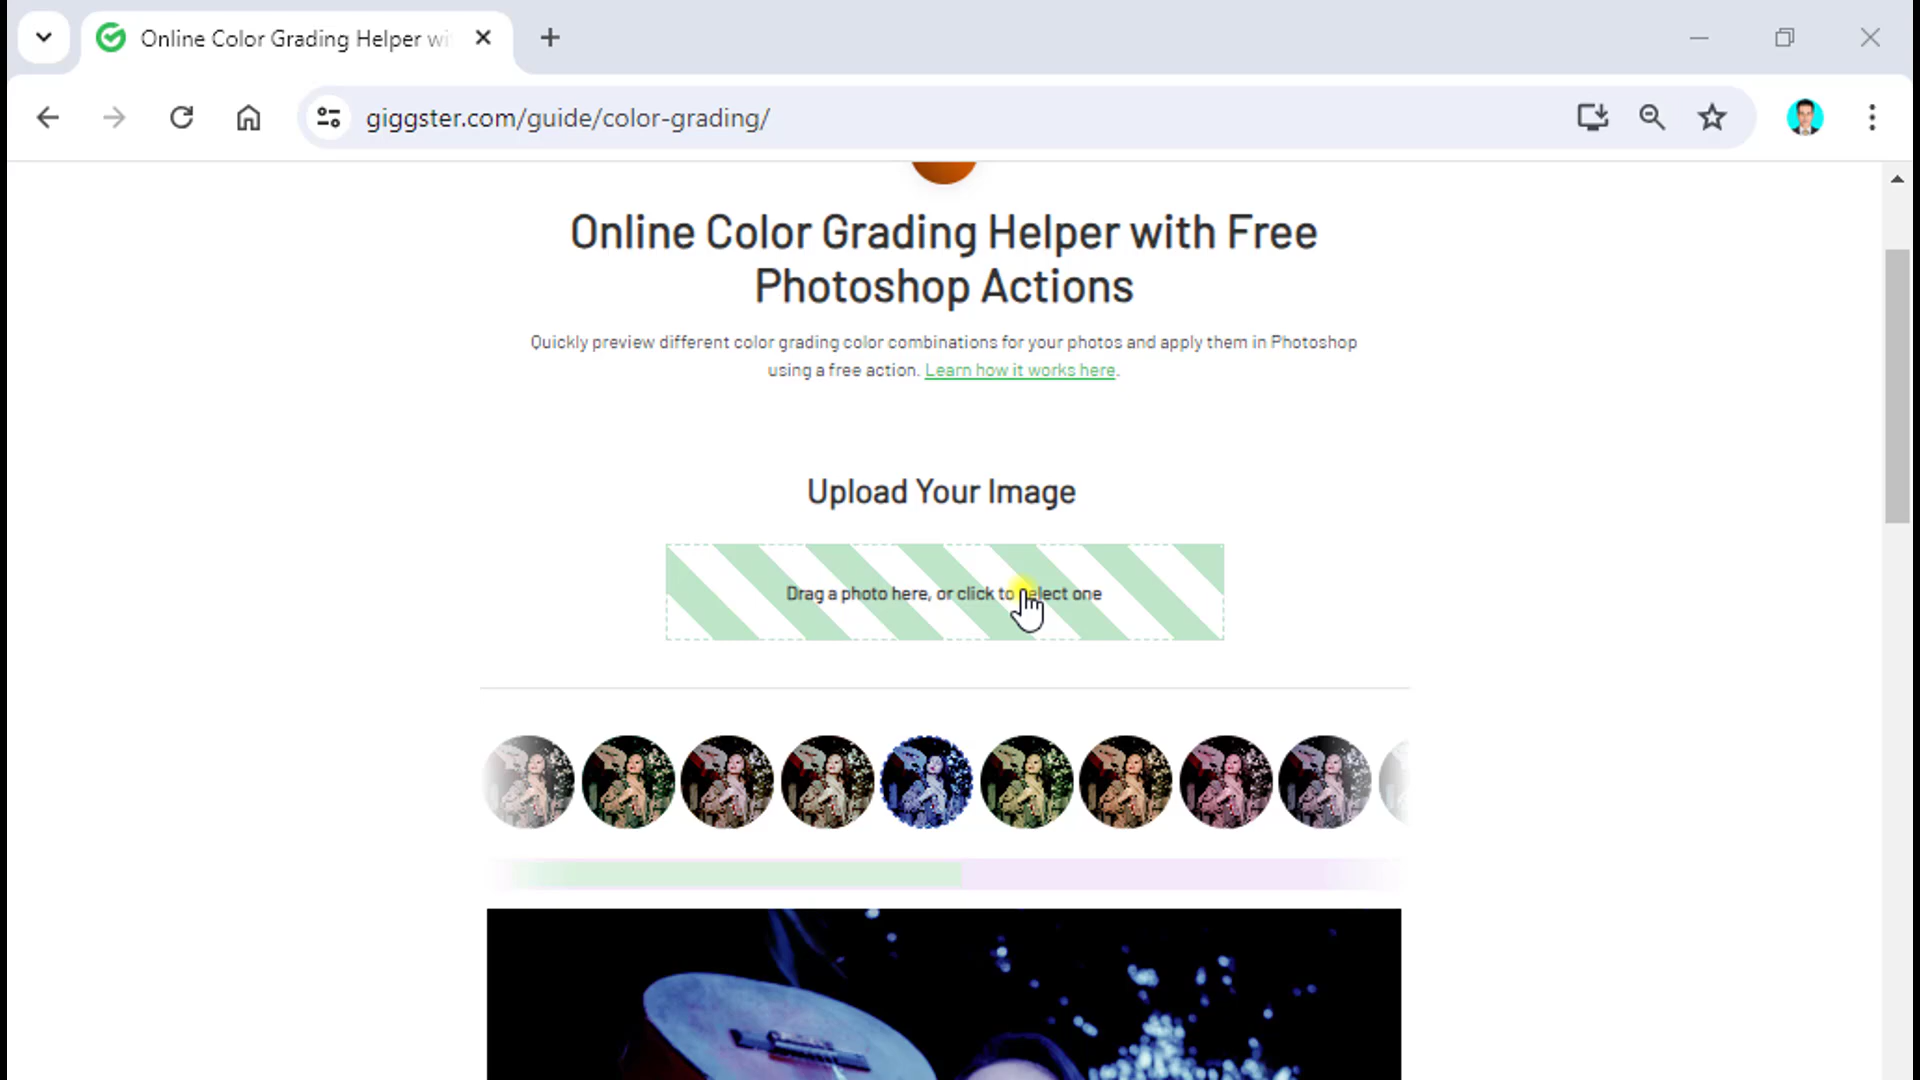 Online Color Grading Helper wi
giggster.com/guide/color-grading/
Online Color Grading Helper with Free
Photoshop Actions
Quickly preview different color grading color combinations for your photos and apply them in Photoshop
using a free action. Learn how it works here.
Upload Your Image
Drag a photo here, or click to select one